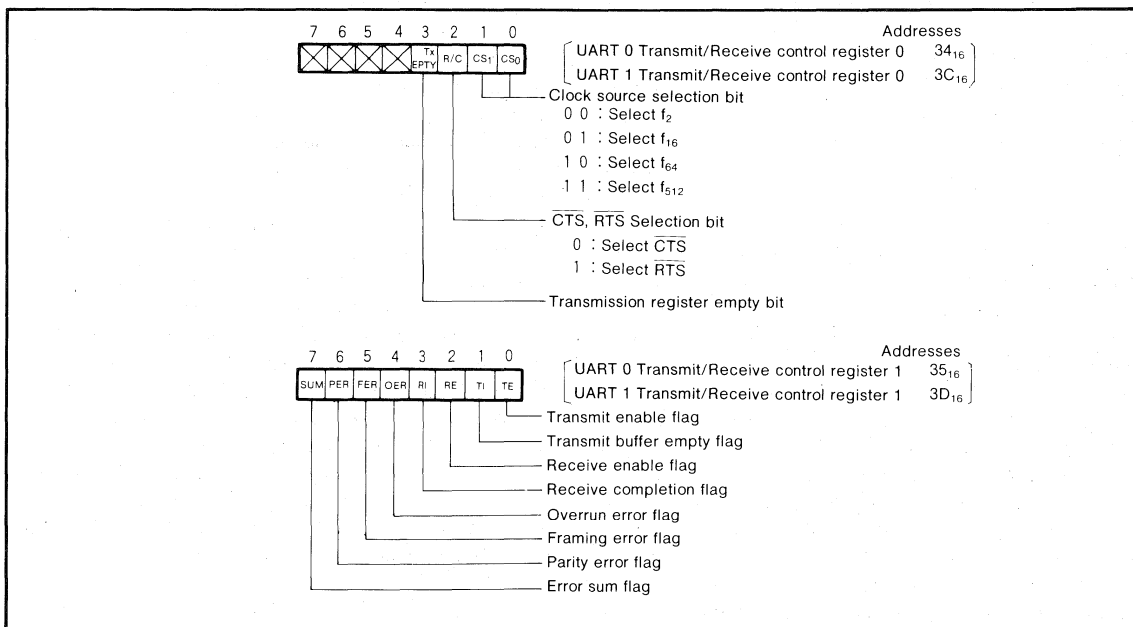 7 6 5 4 3 2 1 0
Addresses
Tx EPTY R/C CS₁ CS₀
UART 0 Transmit/Receive control register 0 34₁₆
UART 1 Transmit/Receive control register 0 3C₁₆
Clock source selection bit
0 0 : Select f₂
0 1 : Select f₁₆
1 0 : Select f₆₄
1 1 : Select f₅₁₂
C̅T̅S̅, R̅T̅S̅ Selection bit
0 : Select C̅T̅S̅
1 : Select R̅T̅S̅
Transmission register empty bit
7 6 5 4 3 2 1 0
Addresses
SUM PER FER OER RI RE TI TE
UART 0 Transmit/Receive control register 1 35₁₆
UART 1 Transmit/Receive control register 1 3D₁₆
Transmit enable flag
Transmit buffer empty flag
Receive enable flag
Receive completion flag
Overrun error flag
Framing error flag
Parity error flag
Error sum flag